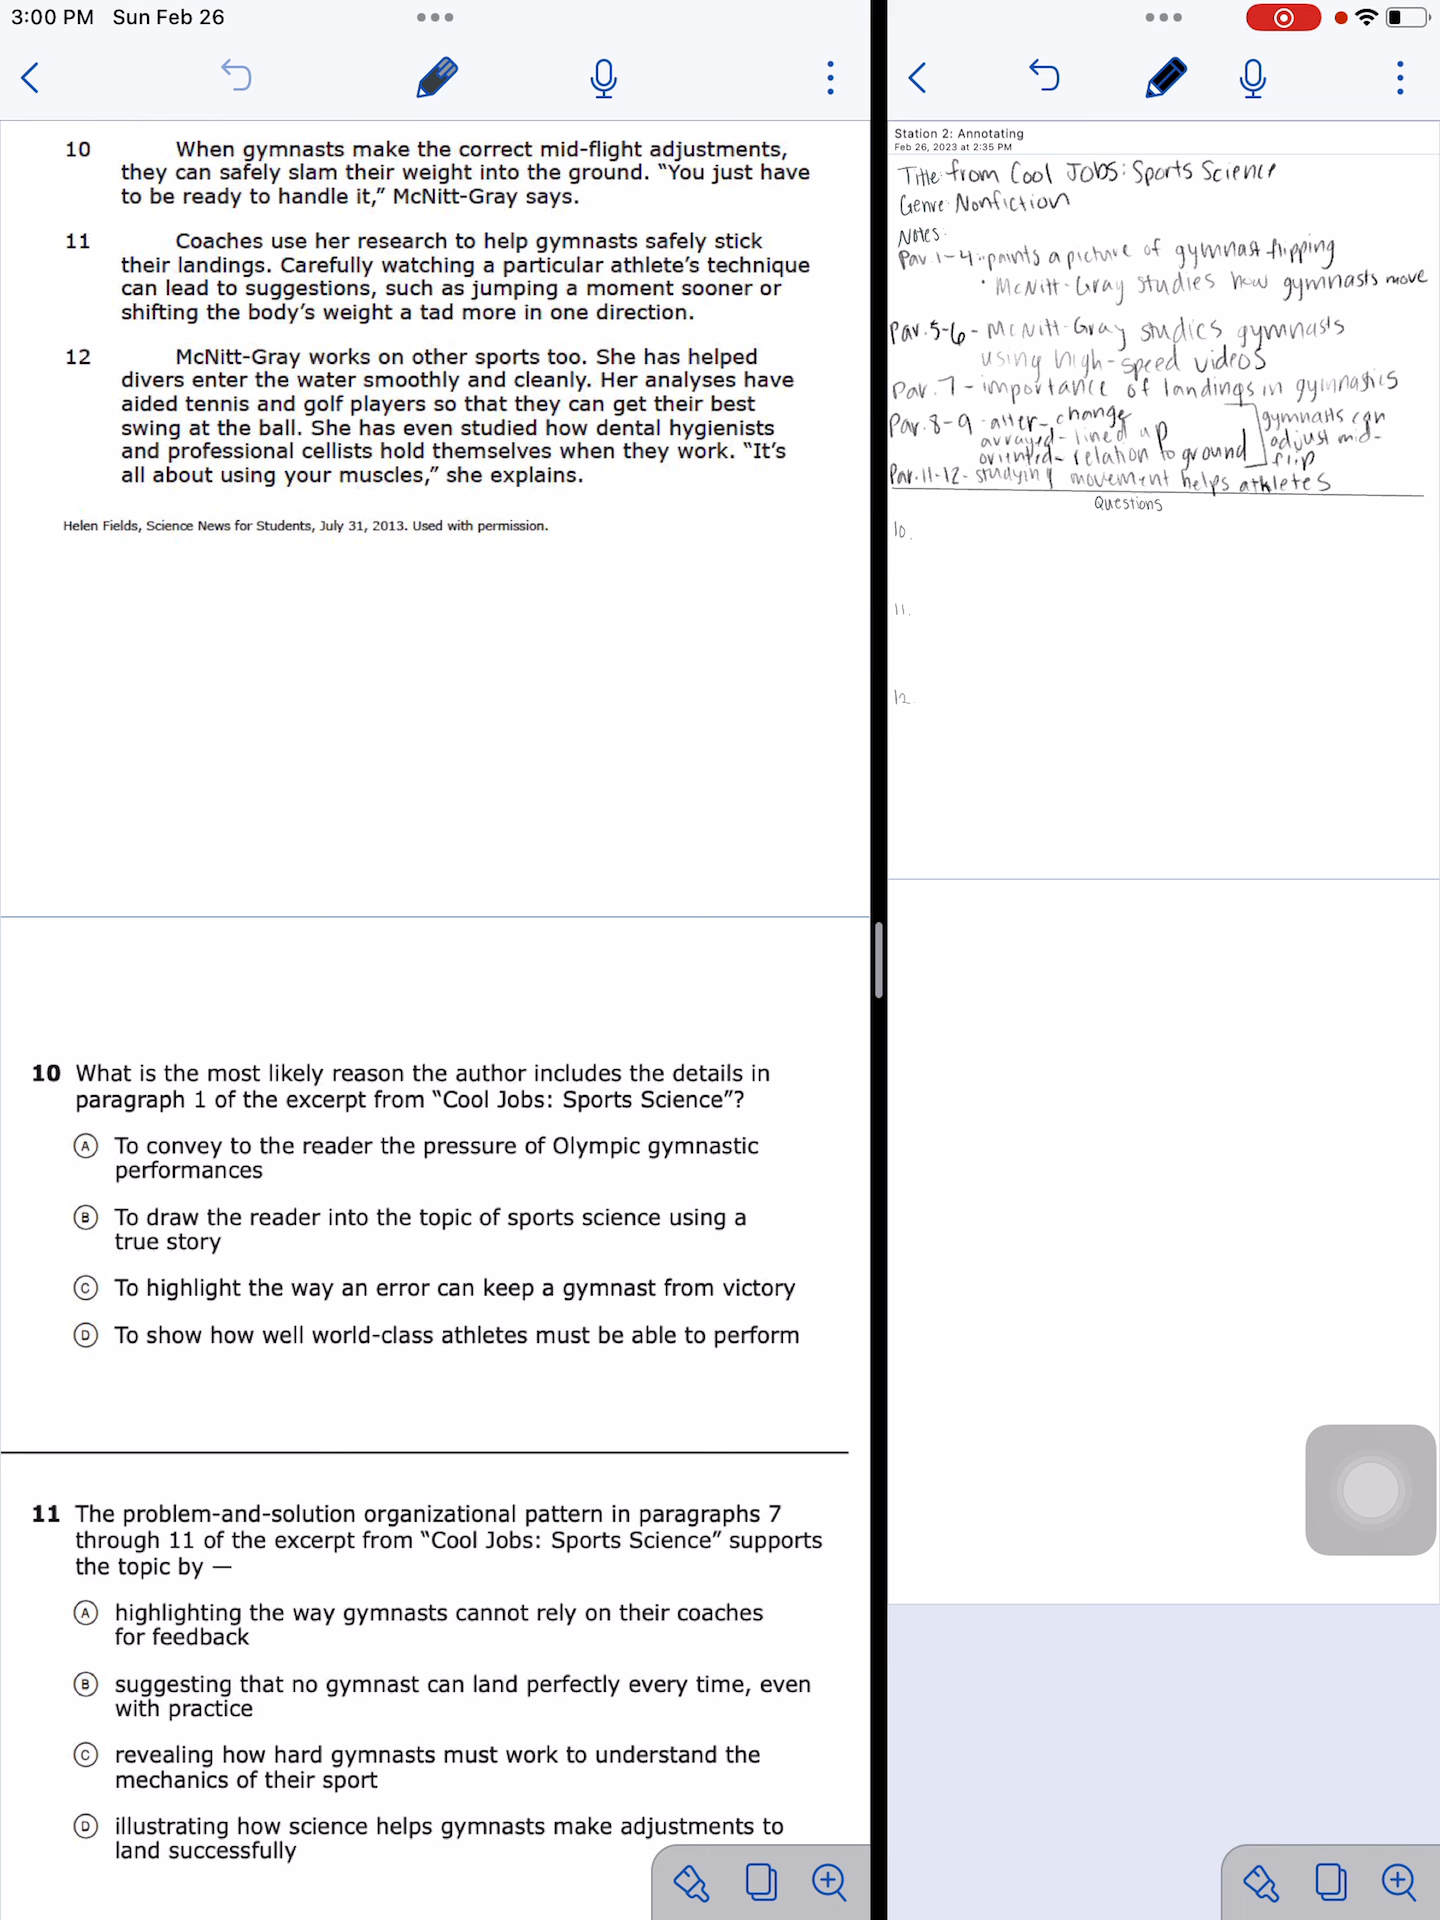 3:00 PM Sun Feb 26
10 When gymnasts make the correct mid-flight adjustments,
they can safely slam their weight into the ground. “You just have
to be ready to handle it,” McNitt-Gray says.
11 Coaches use her research to help gymnasts safely stick
their landings. Carefully watching a particular athlete’s technique
can lead to suggestions, such as jumping a moment sooner or
shifting the body’s weight a tad more in one direction.
12 McNitt-Gray works on other sports too. She has helped
divers enter the water smoothly and cleanly. Her analyses have
aided tennis and golf players so that they can get their best
swing at the ball. She has even studied how dental hygienists
and professional cellists hold themselves when they work. “It’s
all about using your muscles,” she explains.
Helen Fields, Science News for Students, July 31, 2013. Used with permission.
10 What is the most likely reason the author includes the details in
paragraph 1 of the excerpt from “Cool Jobs: Sports Science”?
A To convey to the reader the pressure of Olympic gymnastic
performances
B To draw the reader into the topic of sports science using a
true story
C To highlight the way an error can keep a gymnast from victory
D To show how well world-class athletes must be able to perform
11 The problem-and-solution organizational pattern in paragraphs 7
through 11 of the excerpt from “Cool Jobs: Sports Science” supports
the topic by —
A highlighting the way gymnasts cannot rely on their coaches
for feedback
B suggesting that no gymnast can land perfectly every time, even
with practice
C revealing how hard gymnasts must work to understand the
mechanics of their sport
D illustrating how science helps gymnasts make adjustments to
land successfully
Station 2: Annotating
Feb 26, 2023 at 2:35 PM
Title: from Cool Jobs: Sports Science
Genre: Nonfiction
Notes:
Par. 1-4 · paints a picture of gymnast flipping
· McNitt-Gray studies how gymnasts move
Par. 5-6 - McNitt-Gray studies gymnasts
using high-speed videos
Par. 7 - importance of landings in gymnastics
Par. 8-9 - alter - change
arrayed - lined up
oriented - relation to ground
gymnasts can
adjust mid-
flip
Par. 11-12 - studying movement helps athletes
Questions
10.
11.
12.